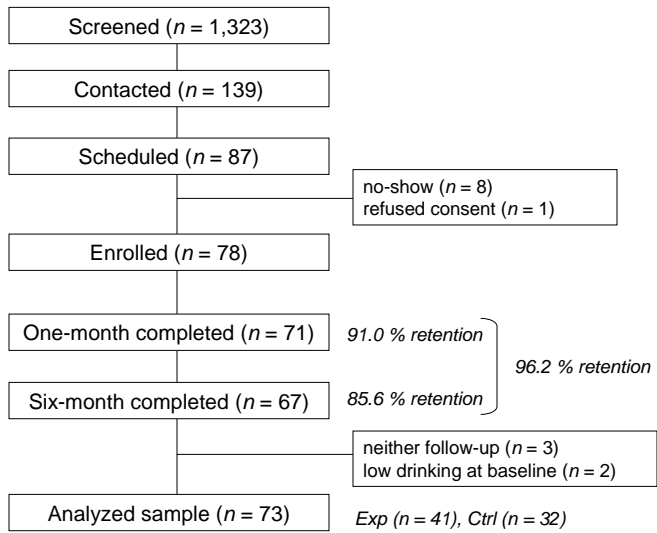 Screened (n = 1,323)
Contacted (n = 139)
Scheduled (n = 87)
no-show (n = 8)
refused consent (n = 1)
Enrolled (n = 78)
One-month completed (n = 71)
91.0 % retention
96.2 % retention
Six-month completed (n = 67)
85.6 % retention
neither follow-up (n = 3)
low drinking at baseline (n = 2)
Analyzed sample (n = 73)
Exp (n = 41), Ctrl (n = 32)